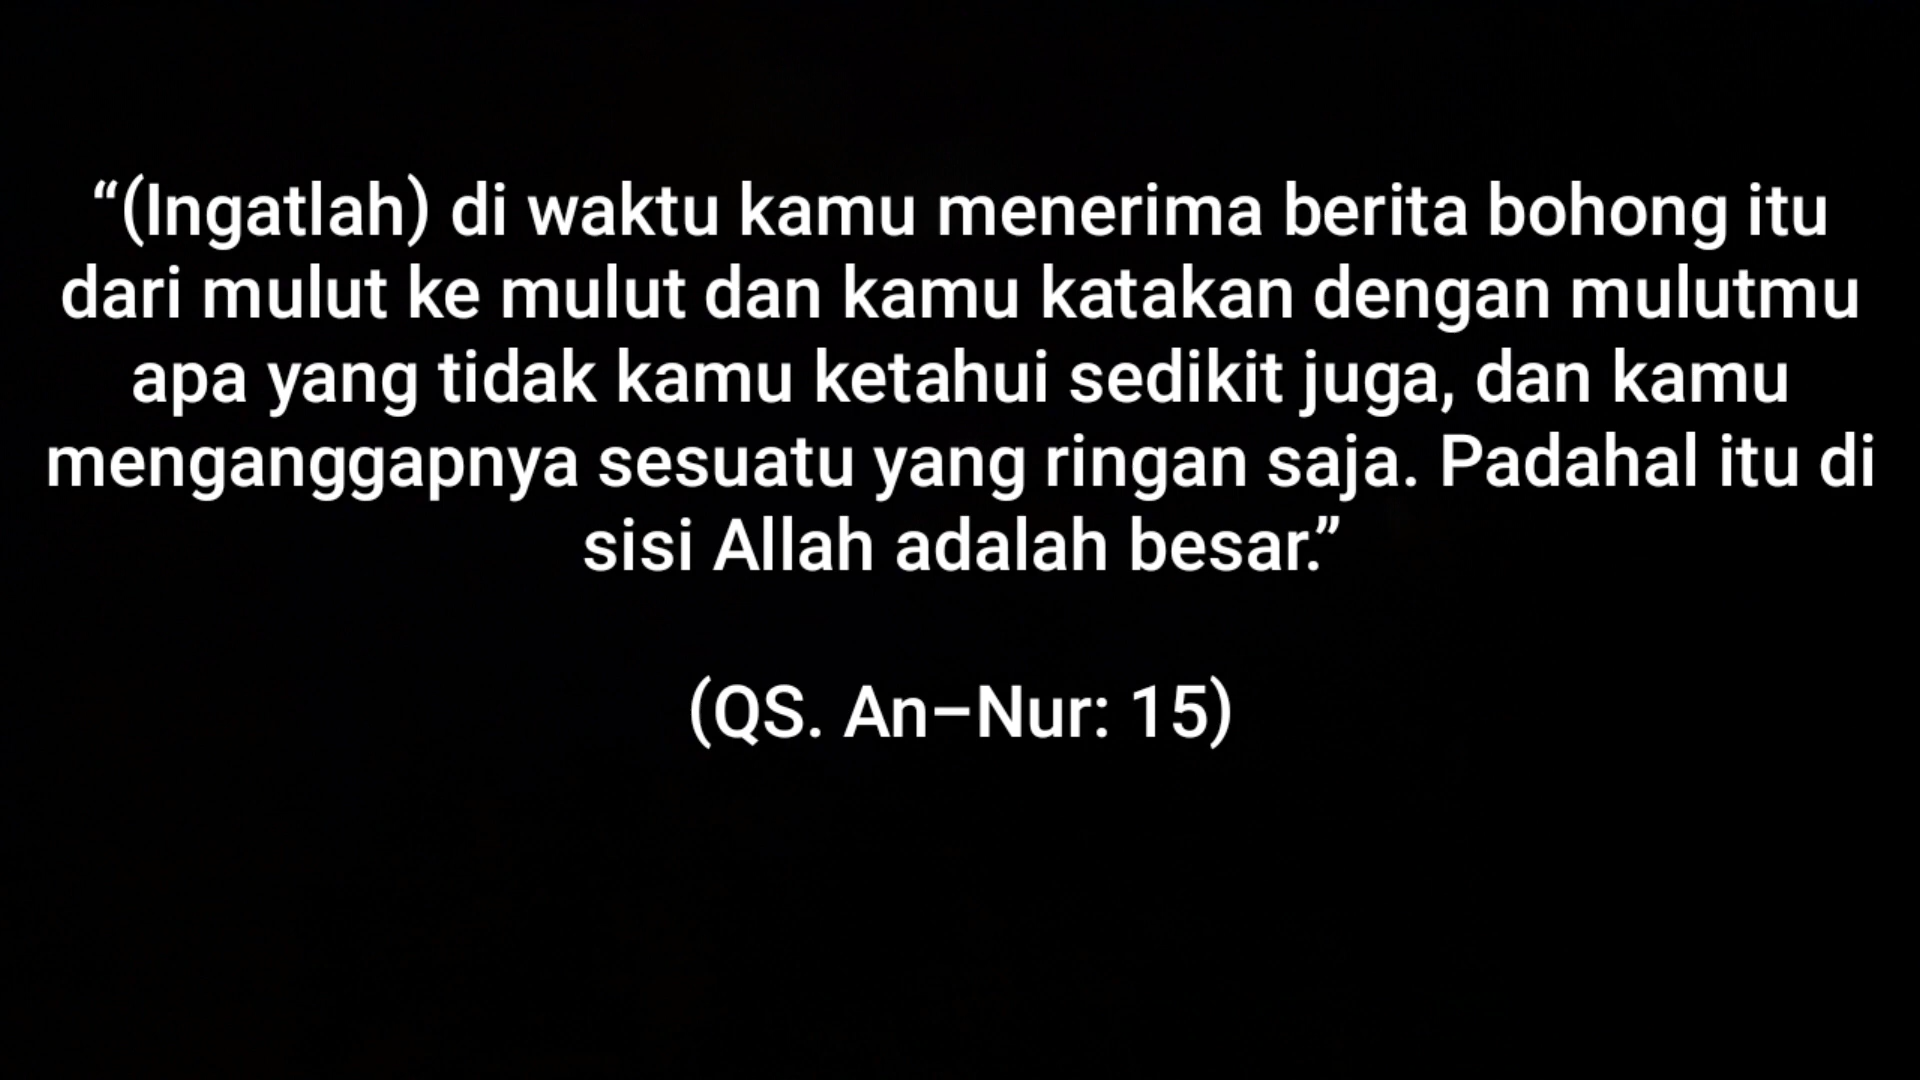 “(Ingatlah) di waktu kamu menerima berita bohong itu
dari mulut ke mulut dan kamu katakan dengan mulutmu
apa yang tidak kamu ketahui sedikit juga, dan kamu
menganggapnya sesuatu yang ringan saja. Padahal itu di
sisi Allah adalah besar.”
(QS. An–Nur: 15)